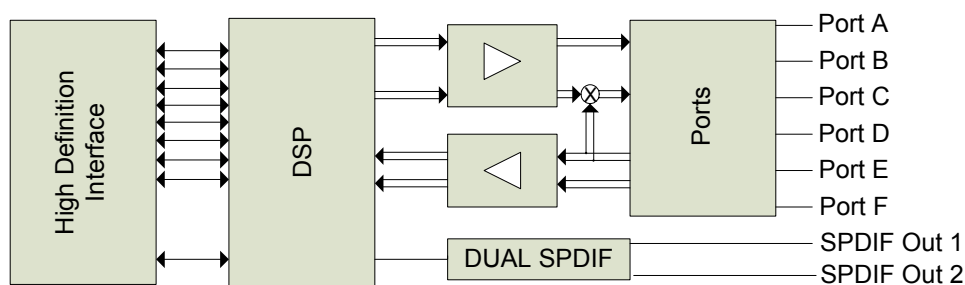 High Definition
Interface
DSP
Ports
Port A
Port B
Port C
Port D
Port E
Port F
DUAL SPDIF
SPDIF Out 1
SPDIF Out 2